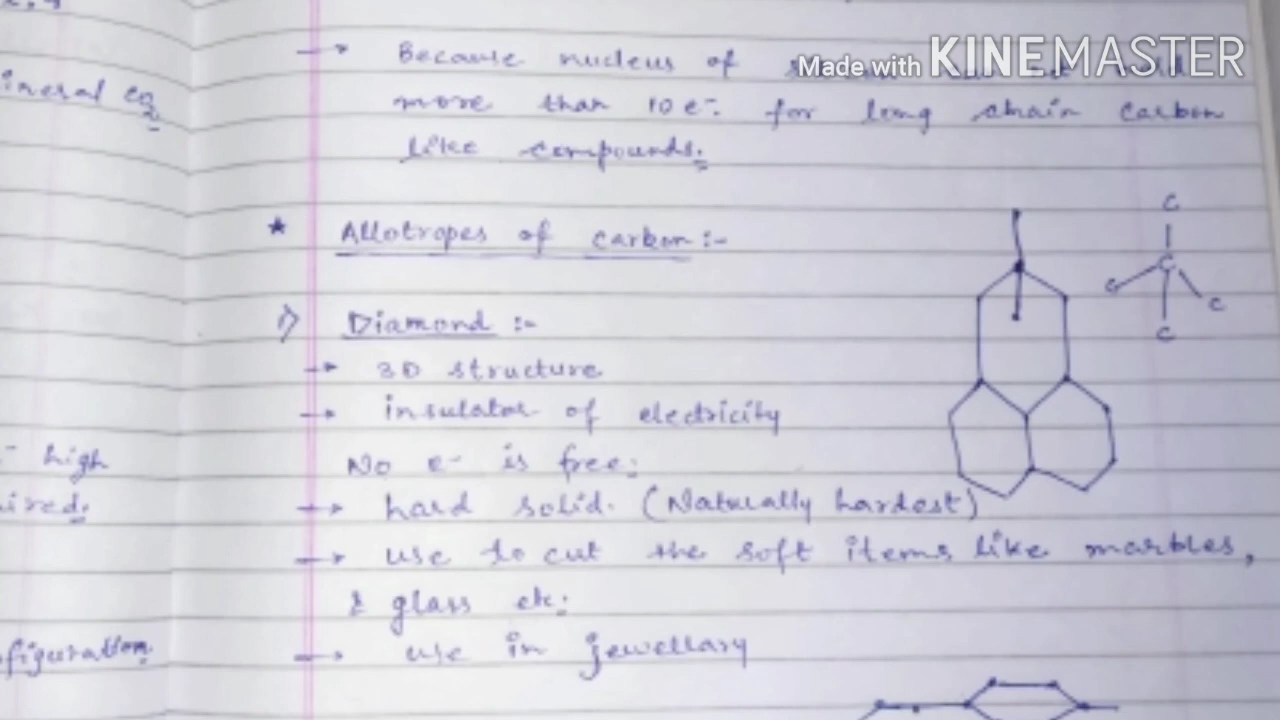 → Because nucleus of
Made with KINEMASTER
ineral CO2
more than 10 e-. for long chain carbon
like compounds.
* Allotropes of carbon :-
C
C
C
C
C
i) Diamond :-
→ 3D structure
→ insulator of electricity
high
No e- is free.
ired.
→ hard solid. (Naturally hardest)
→ use to cut the soft items like marbles,
& glass etc.
figuration.
→ use in jewellary